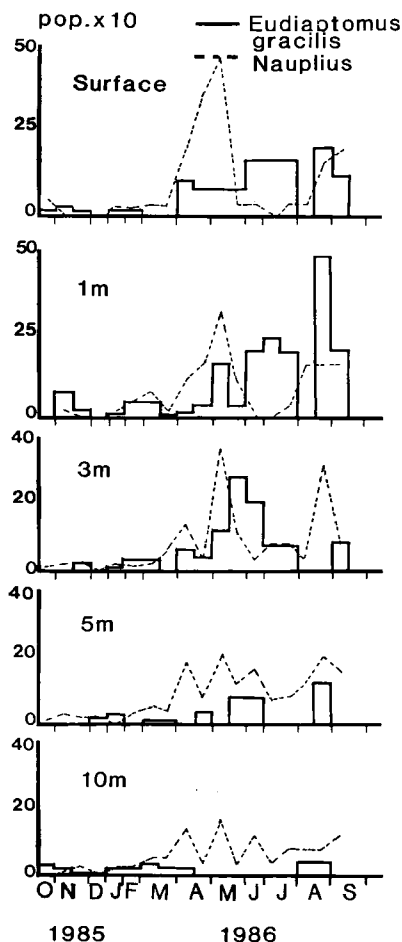 pop.x10
Eudiaptomus
gracilis
Nauplius
Surface
50
25
0
1m
50
25
0
3m
40
20
0
5m
40
20
0
10m
40
20
0
O N D J F M A M J J A S
1985 1986